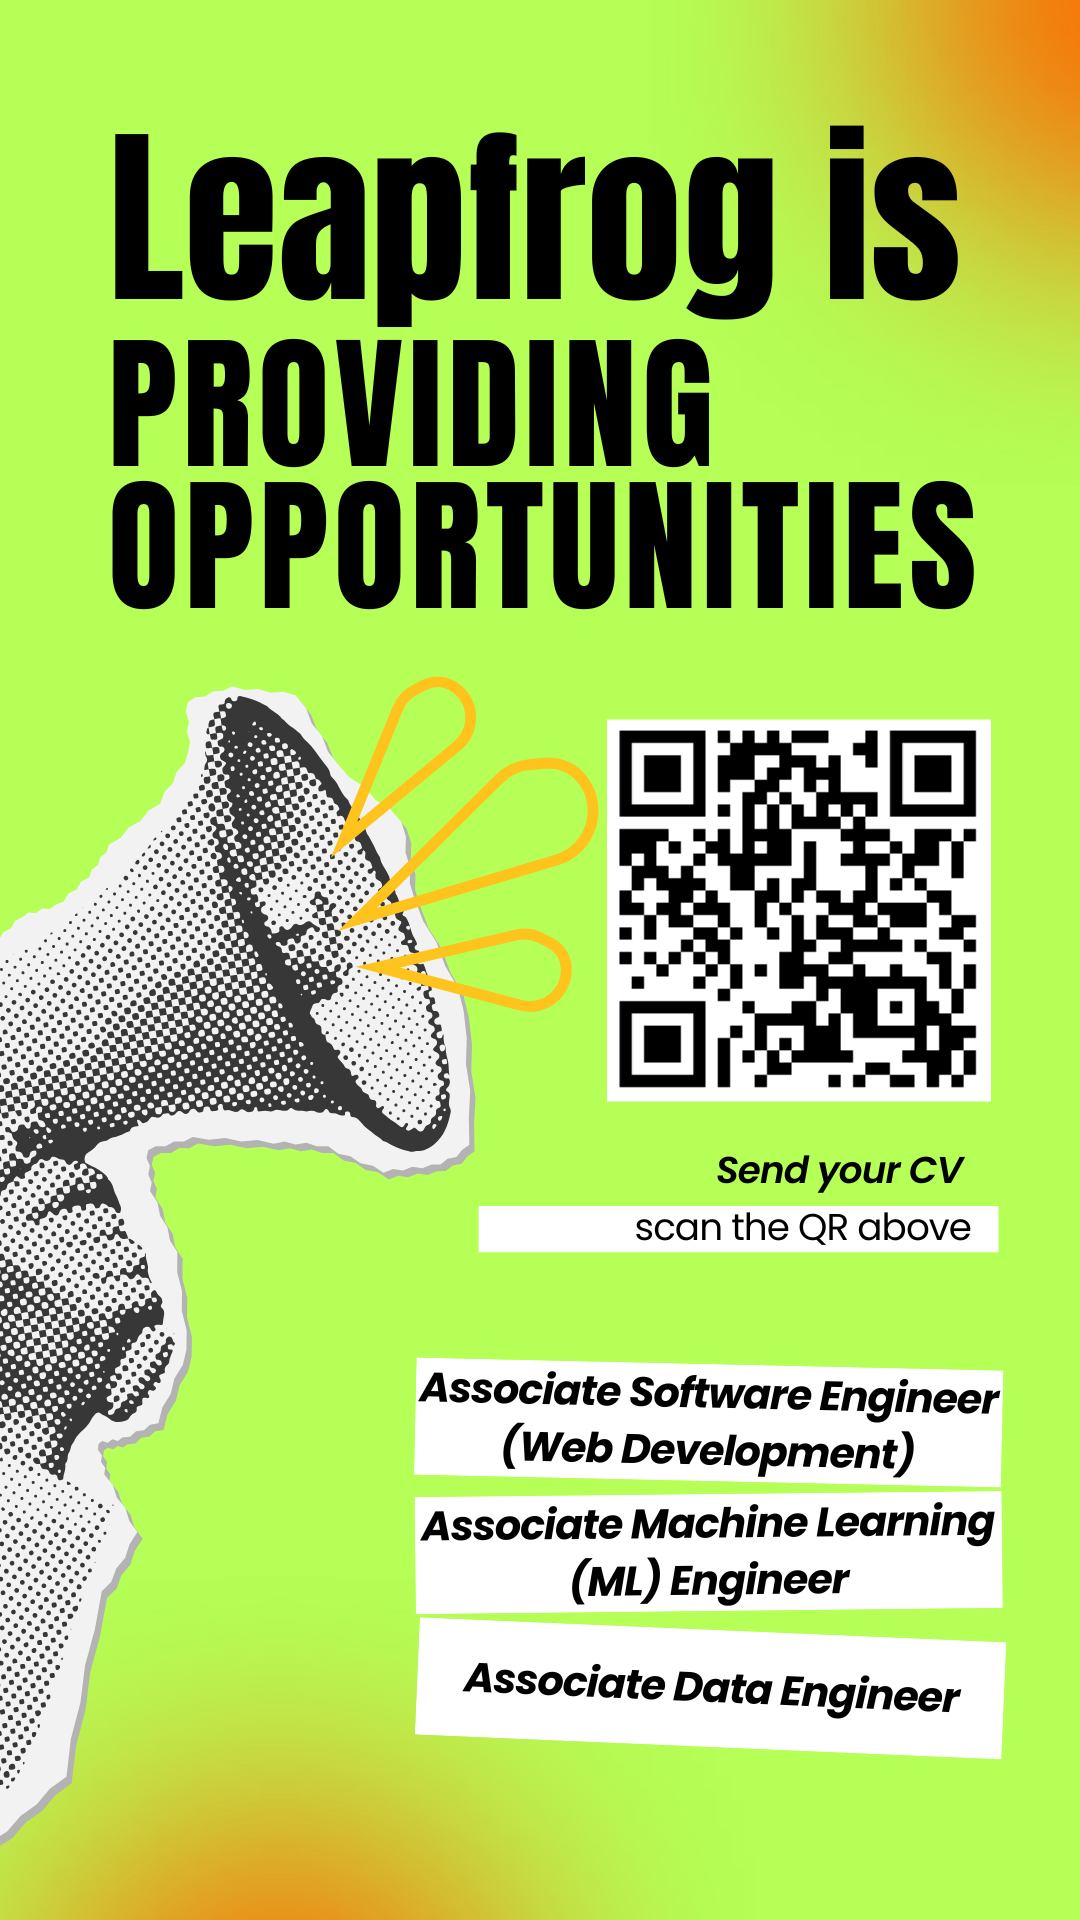 Leapfrog is
PROVIDING
OPPORTUNITIES
Send your CV
scan the QR above
Associate Software Engineer
(Web Development)
Associate Machine Learning
(ML) Engineer
Associate Data Engineer